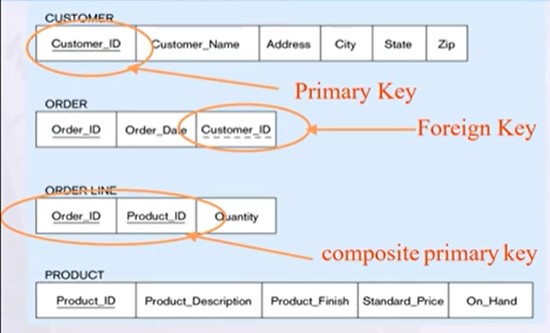 CUSTOMER
Customer_ID Customer_Name Address City State Zip
Primary Key
ORDER
Order_ID Order_Date Customer_ID
Foreign Key
ORDER LINE
Order_ID Product_ID Quantity
composite primary key
PRODUCT
Product_ID Product_Description Product_Finish Standard_Price On_Hand